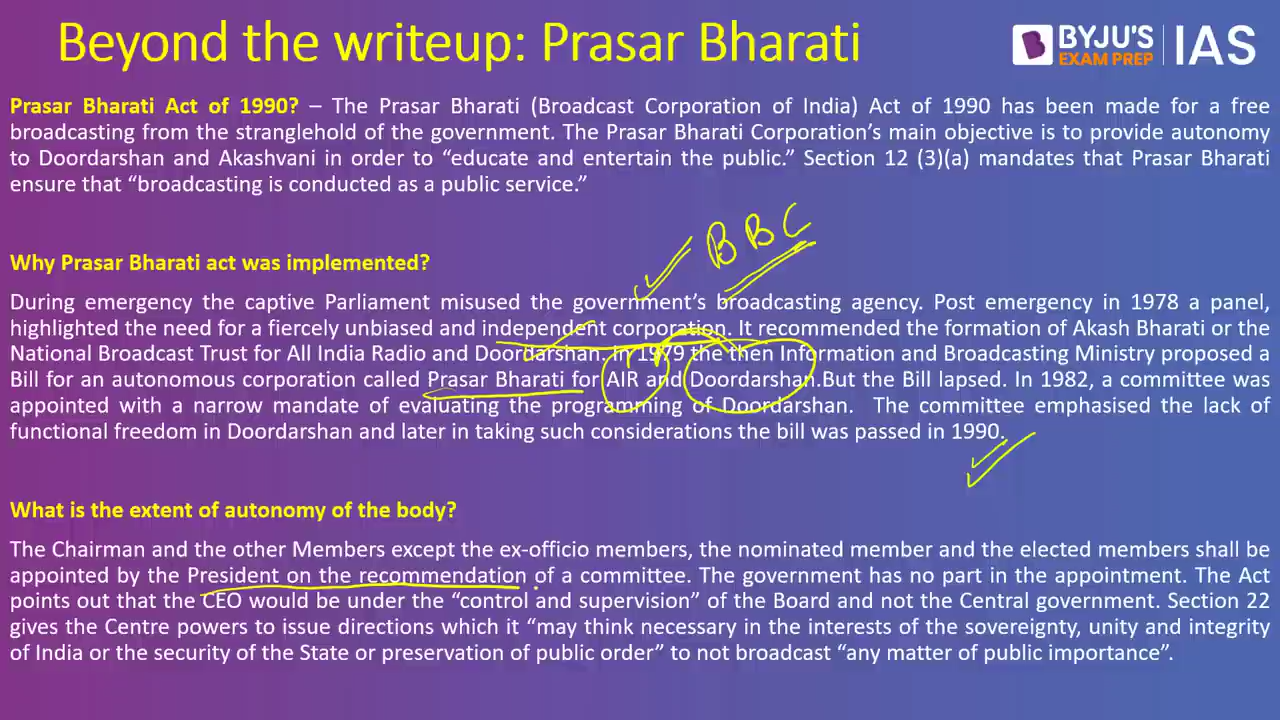 Beyond the writeup: Prasar Bharati
BYJU'S
EXAM PREP
IAS
Prasar Bharati Act of 1990? – The Prasar Bharati (Broadcast Corporation of India) Act of 1990 has been made for a free
broadcasting from the stranglehold of the government. The Prasar Bharati Corporation's main objective is to provide autonomy
to Doordarshan and Akashvani in order to “educate and entertain the public.” Section 12 (3)(a) mandates that Prasar Bharati
ensure that “broadcasting is conducted as a public service.”
BBC
Why Prasar Bharati act was implemented?
During emergency the captive Parliament misused the government's broadcasting agency. Post emergency in 1978 a panel,
highlighted the need for a fiercely unbiased and independent corporation. It recommended the formation of Akash Bharati or the
National Broadcast Trust for All India Radio and Doordarshan. In 1979 the then Information and Broadcasting Ministry proposed a
Bill for an autonomous corporation called Prasar Bharati for AIR and Doordarshan.But the Bill lapsed. In 1982, a committee was
appointed with a narrow mandate of evaluating the programming of Doordarshan. The committee emphasised the lack of
functional freedom in Doordarshan and later in taking such considerations the bill was passed in 1990.
What is the extent of autonomy of the body?
The Chairman and the other Members except the ex-officio members, the nominated member and the elected members shall be
appointed by the President on the recommendation of a committee. The government has no part in the appointment. The Act
points out that the CEO would be under the “control and supervision” of the Board and not the Central government. Section 22
gives the Centre powers to issue directions which it “may think necessary in the interests of the sovereignty, unity and integrity
of India or the security of the State or preservation of public order” to not broadcast “any matter of public importance”.